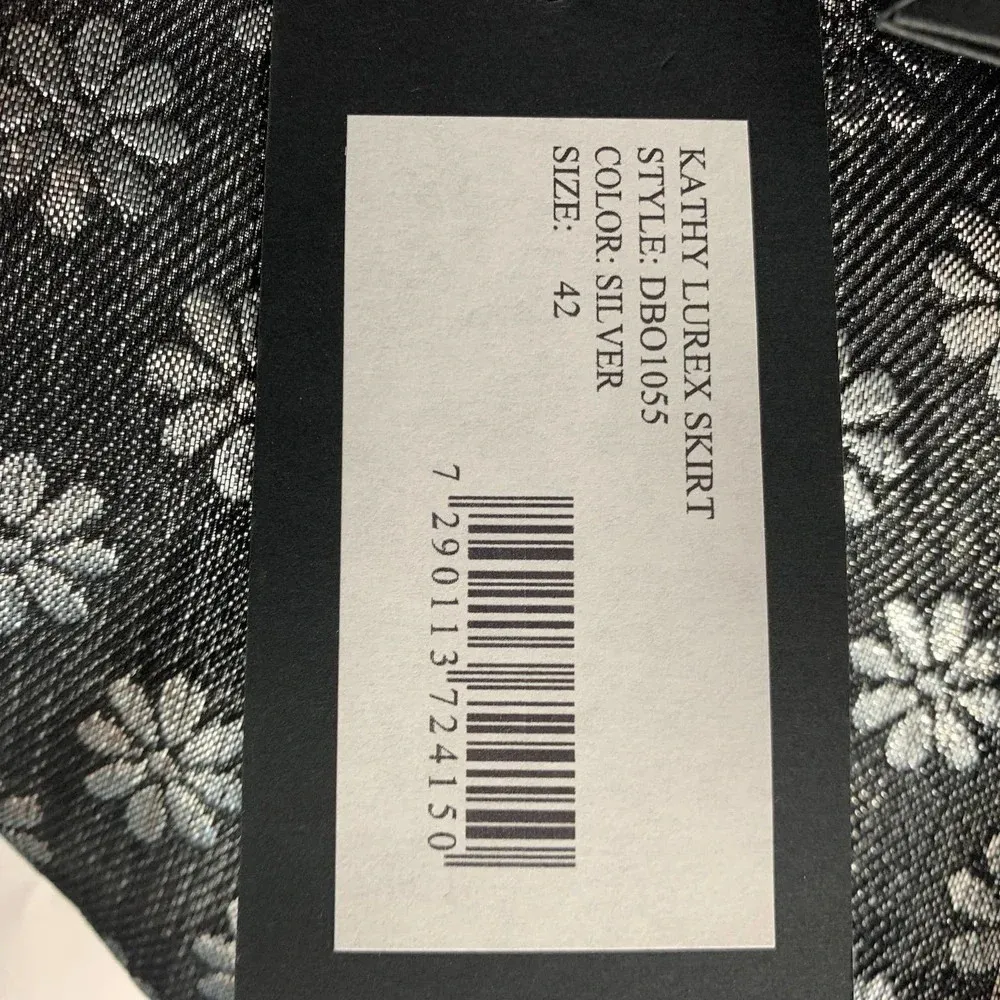 KATHY LUREX SKIRT
STYLE: DBO1055
COLOR: SILVER
SIZE: 42
7 290113 724150